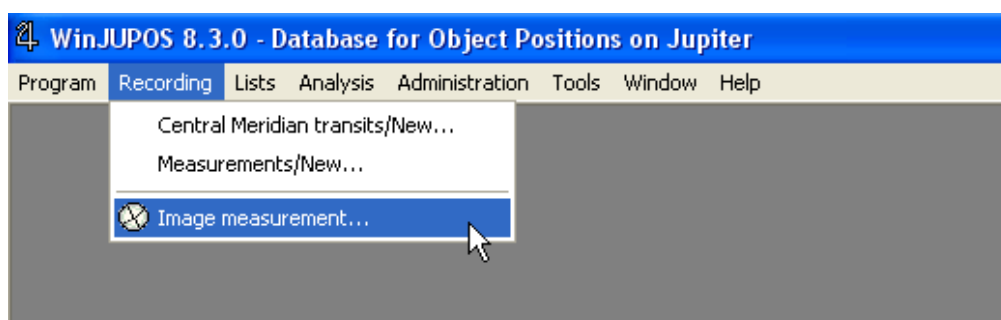 WinJUPOS 8.3.0 - Database for Object Positions on Jupiter
Program Recording Lists Analysis Administration Tools Window Help
Central Meridian transits/New...
Measurements/New...
Image measurement...